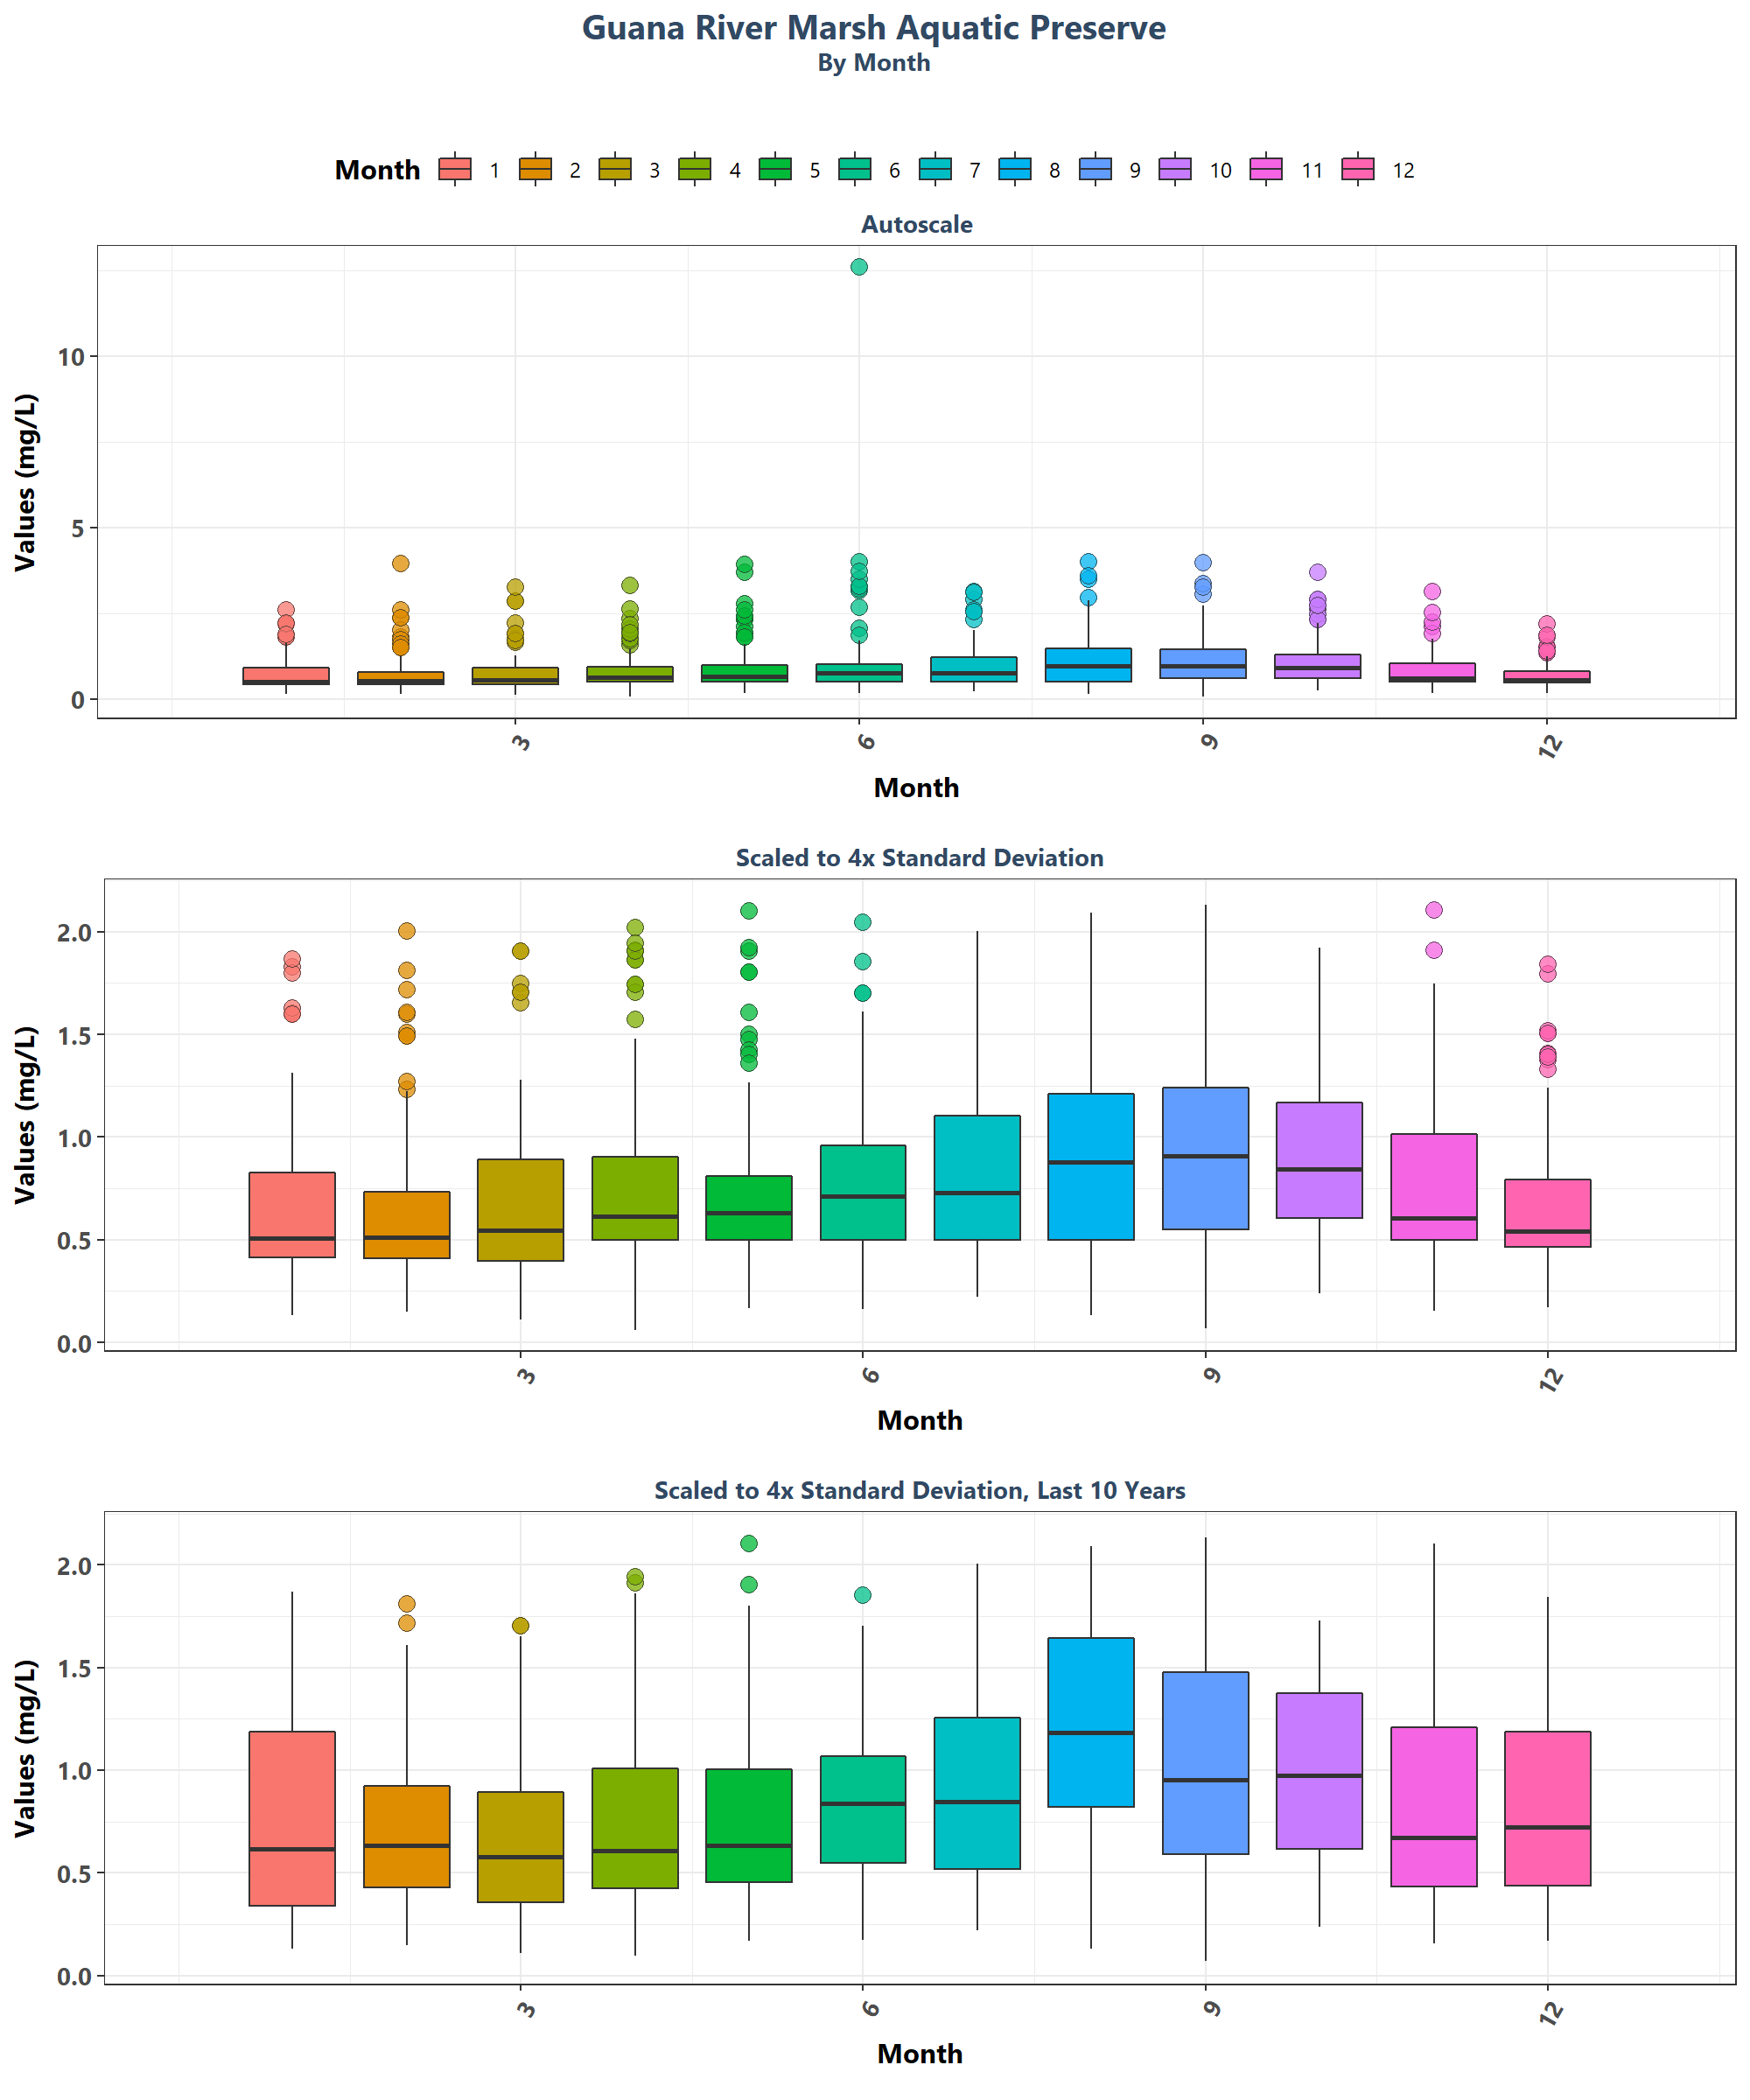 Guana River Marsh Aquatic Preserve
By Month
Month 1 2 3 4 5 6 7 8 9 10 11 12
Autoscale
Values (mg/L)
10
5
0
3 6 9 12
Month
Scaled to 4x Standard Deviation
Values (mg/L)
2.0
1.5
1.0
0.5
0.0
3 6 9 12
Month
Scaled to 4x Standard Deviation, Last 10 Years
Values (mg/L)
2.0
1.5
1.0
0.5
0.0
3 6 9 12
Month